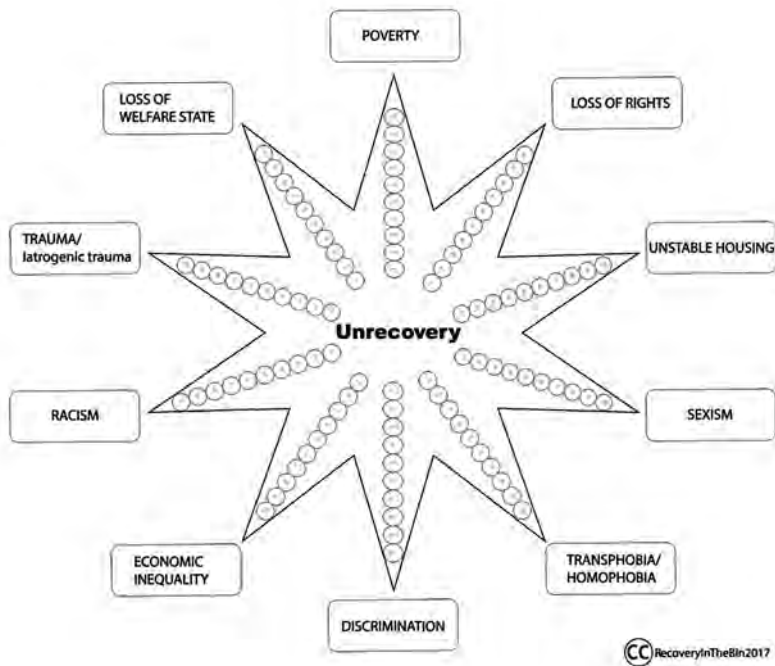 POVERTY
LOSS OF
WELFARE STATE
LOSS OF RIGHTS
TRAUMA/
Iatrogenic trauma
UNSTABLE HOUSING
Unrecovery
RACISM
SEXISM
ECONOMIC
INEQUALITY
TRANSPHOBIA/
HOMOPHOBIA
DISCRIMINATION
CC RecoveryInTheBin2017